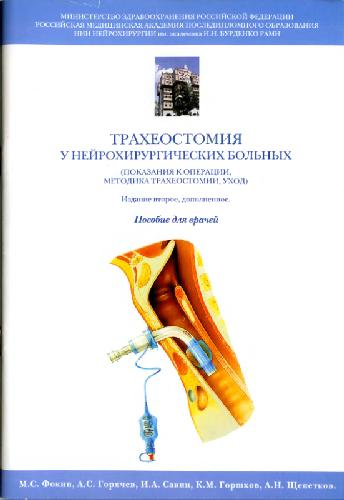 МИНИСТЕРСТВО ЗДРАВООХРАНЕНИЯ РОССИЙСКОЙ ФЕДЕРАЦИИ
РОССИЙСКАЯ МЕДИЦИНСКАЯ АКАДЕМИЯ ПОСЛЕДИПЛОМНОГО ОБРАЗОВАНИЯ
НИИ НЕЙРОХИРУРГИИ им. академика Н.Н. БУРДЕНКО РАМН
ТРАХЕОСТОМИЯ
У НЕЙРОХИРУРГИЧЕСКИХ БОЛЬНЫХ
(ПОКАЗАНИЯ К ОПЕРАЦИИ,
МЕТОДИКА ТРАХЕОСТОМИИ, УХОД)
Издание второе, дополненное.
Пособие для врачей
М.С. Фокин, А.С. Горячев, И.А. Савин, К.М. Горшков, А.Н. Щепетков.